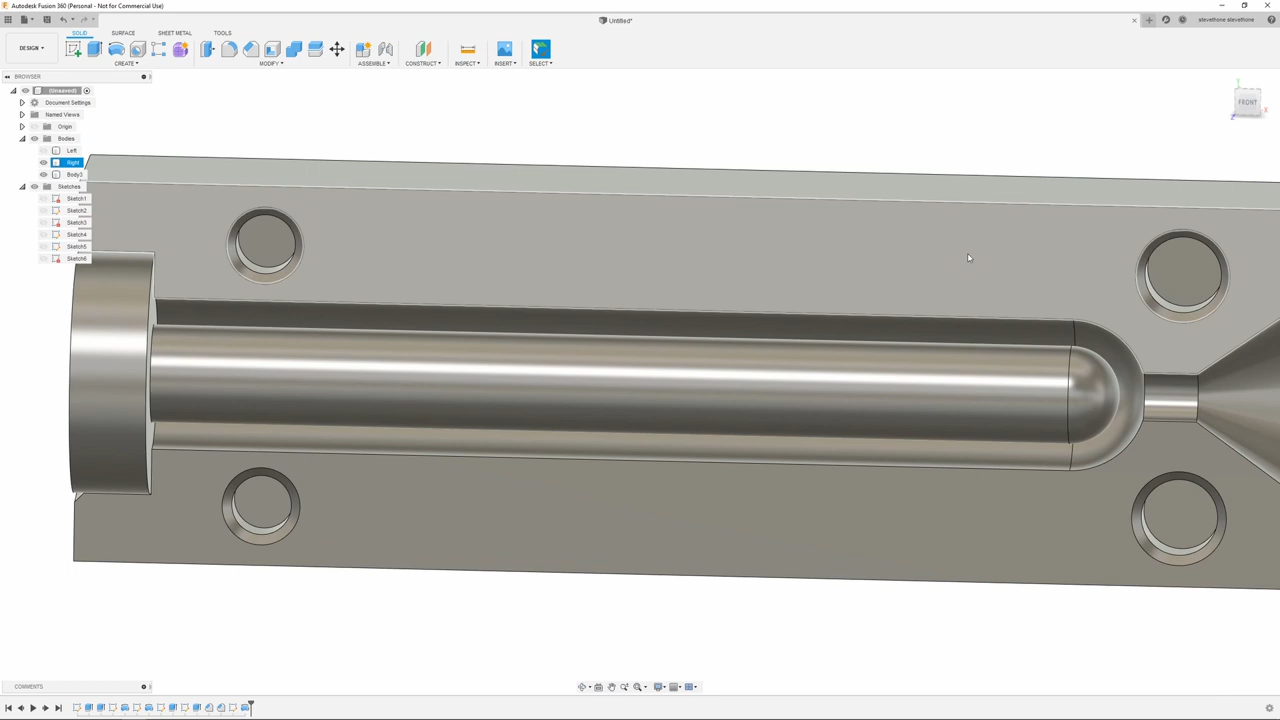 Autodesk Fusion 360 (Personal - Not for Commercial Use)
Untitled*
stevethone stevethone
DESIGN
SOLID
SURFACE
SHEET METAL
TOOLS
CREATE
MODIFY
ASSEMBLE
CONSTRUCT
INSPECT
INSERT
SELECT
BROWSER
(Unsaved)
Document Settings
Named Views
Origin
Bodies
Left
Right
Body3
Sketches
Sketch1
Sketch2
Sketch3
Sketch4
Sketch5
Sketch6
Y
FRONT
X
Z
COMMENTS